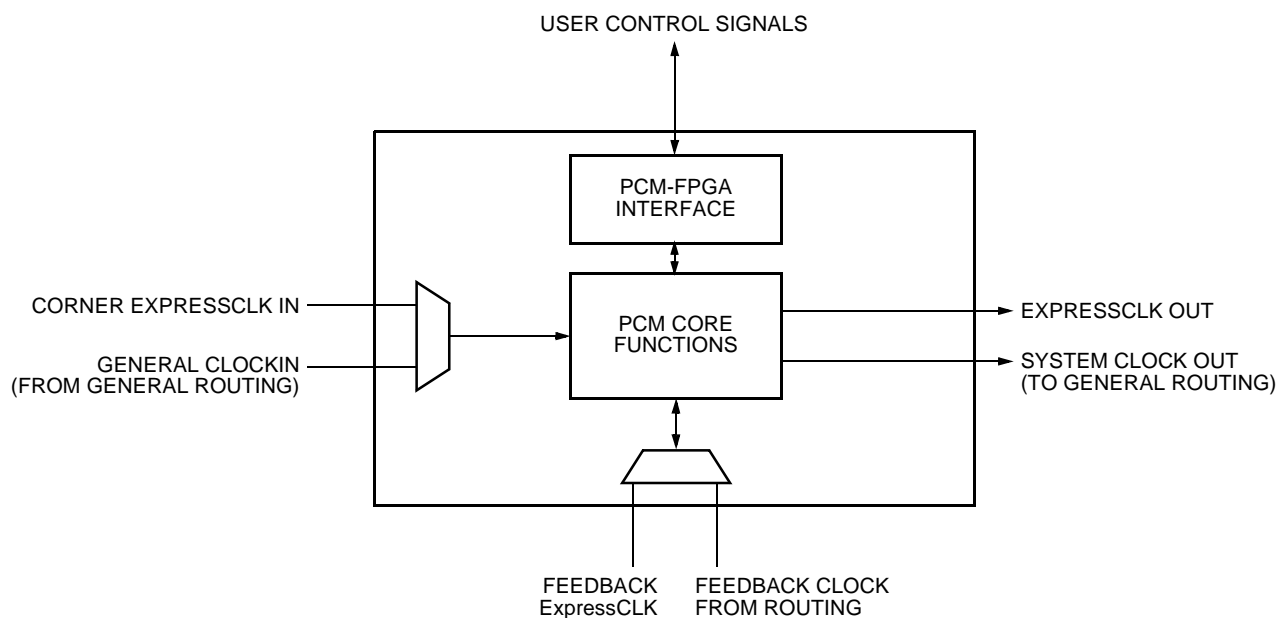 USER CONTROL SIGNALS
PCM-FPGA
INTERFACE
CORNER EXPRESSCLK IN
GENERAL CLOCKIN
(FROM GENERAL ROUTING)
PCM CORE
FUNCTIONS
EXPRESSCLK OUT
SYSTEM CLOCK OUT
(TO GENERAL ROUTING)
FEEDBACK
ExpressCLK
FEEDBACK CLOCK
FROM ROUTING